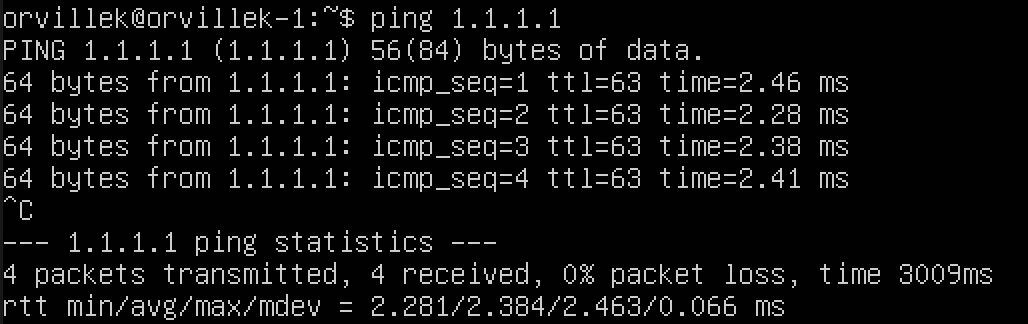 orvillek@orvillek-1:~$ ping 1.1.1.1
PING 1.1.1.1 (1.1.1.1) 56(84) bytes of data.
64 bytes from 1.1.1.1: icmp_seq=1 ttl=63 time=2.46 ms
64 bytes from 1.1.1.1: icmp_seq=2 ttl=63 time=2.28 ms
64 bytes from 1.1.1.1: icmp_seq=3 ttl=63 time=2.38 ms
64 bytes from 1.1.1.1: icmp_seq=4 ttl=63 time=2.41 ms
^C
--- 1.1.1.1 ping statistics ---
4 packets transmitted, 4 received, 0% packet loss, time 3009ms
rtt min/avg/max/mdev = 2.281/2.384/2.463/0.066 ms